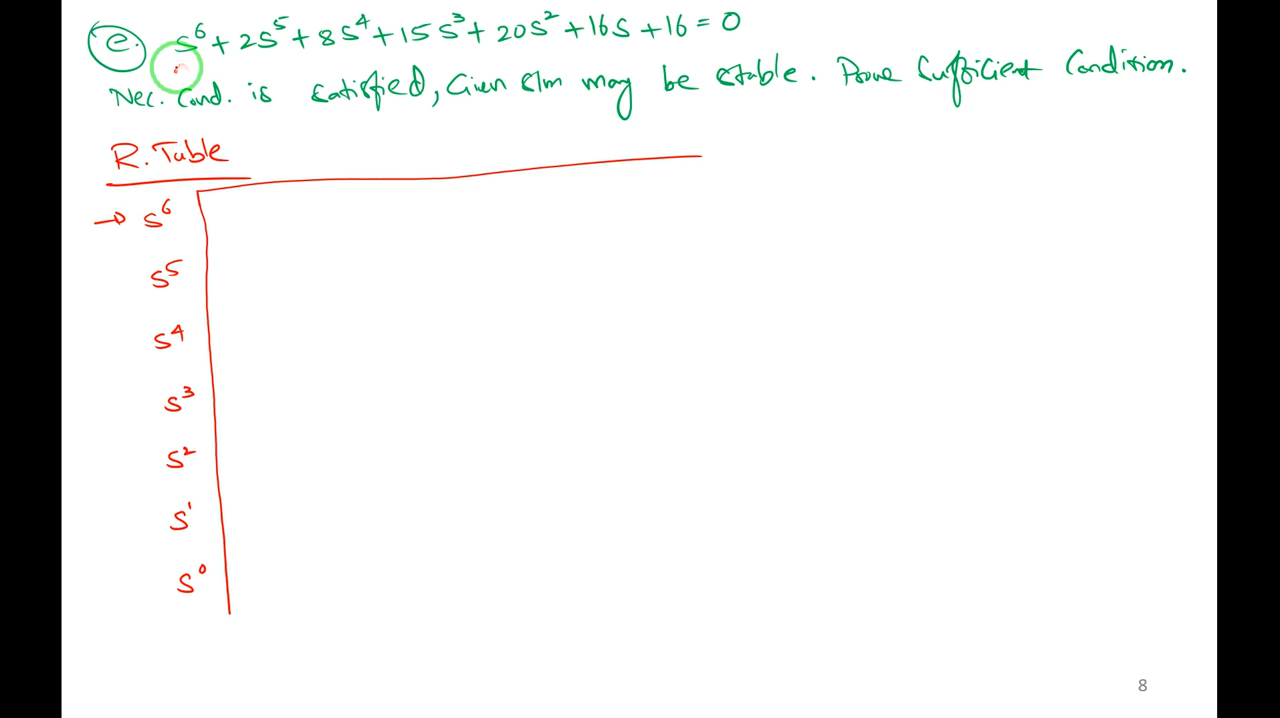 e. S⁶ + 2S⁵ + 8S⁴ + 15S³ + 20S² + 16S + 16 = 0
Nec. Cond. is satisfied, Given S/m may be stable. Prove Sufficient Condition.
R. Table
→ S⁶
S⁵
S⁴
S³
S²
S¹
S⁰
8